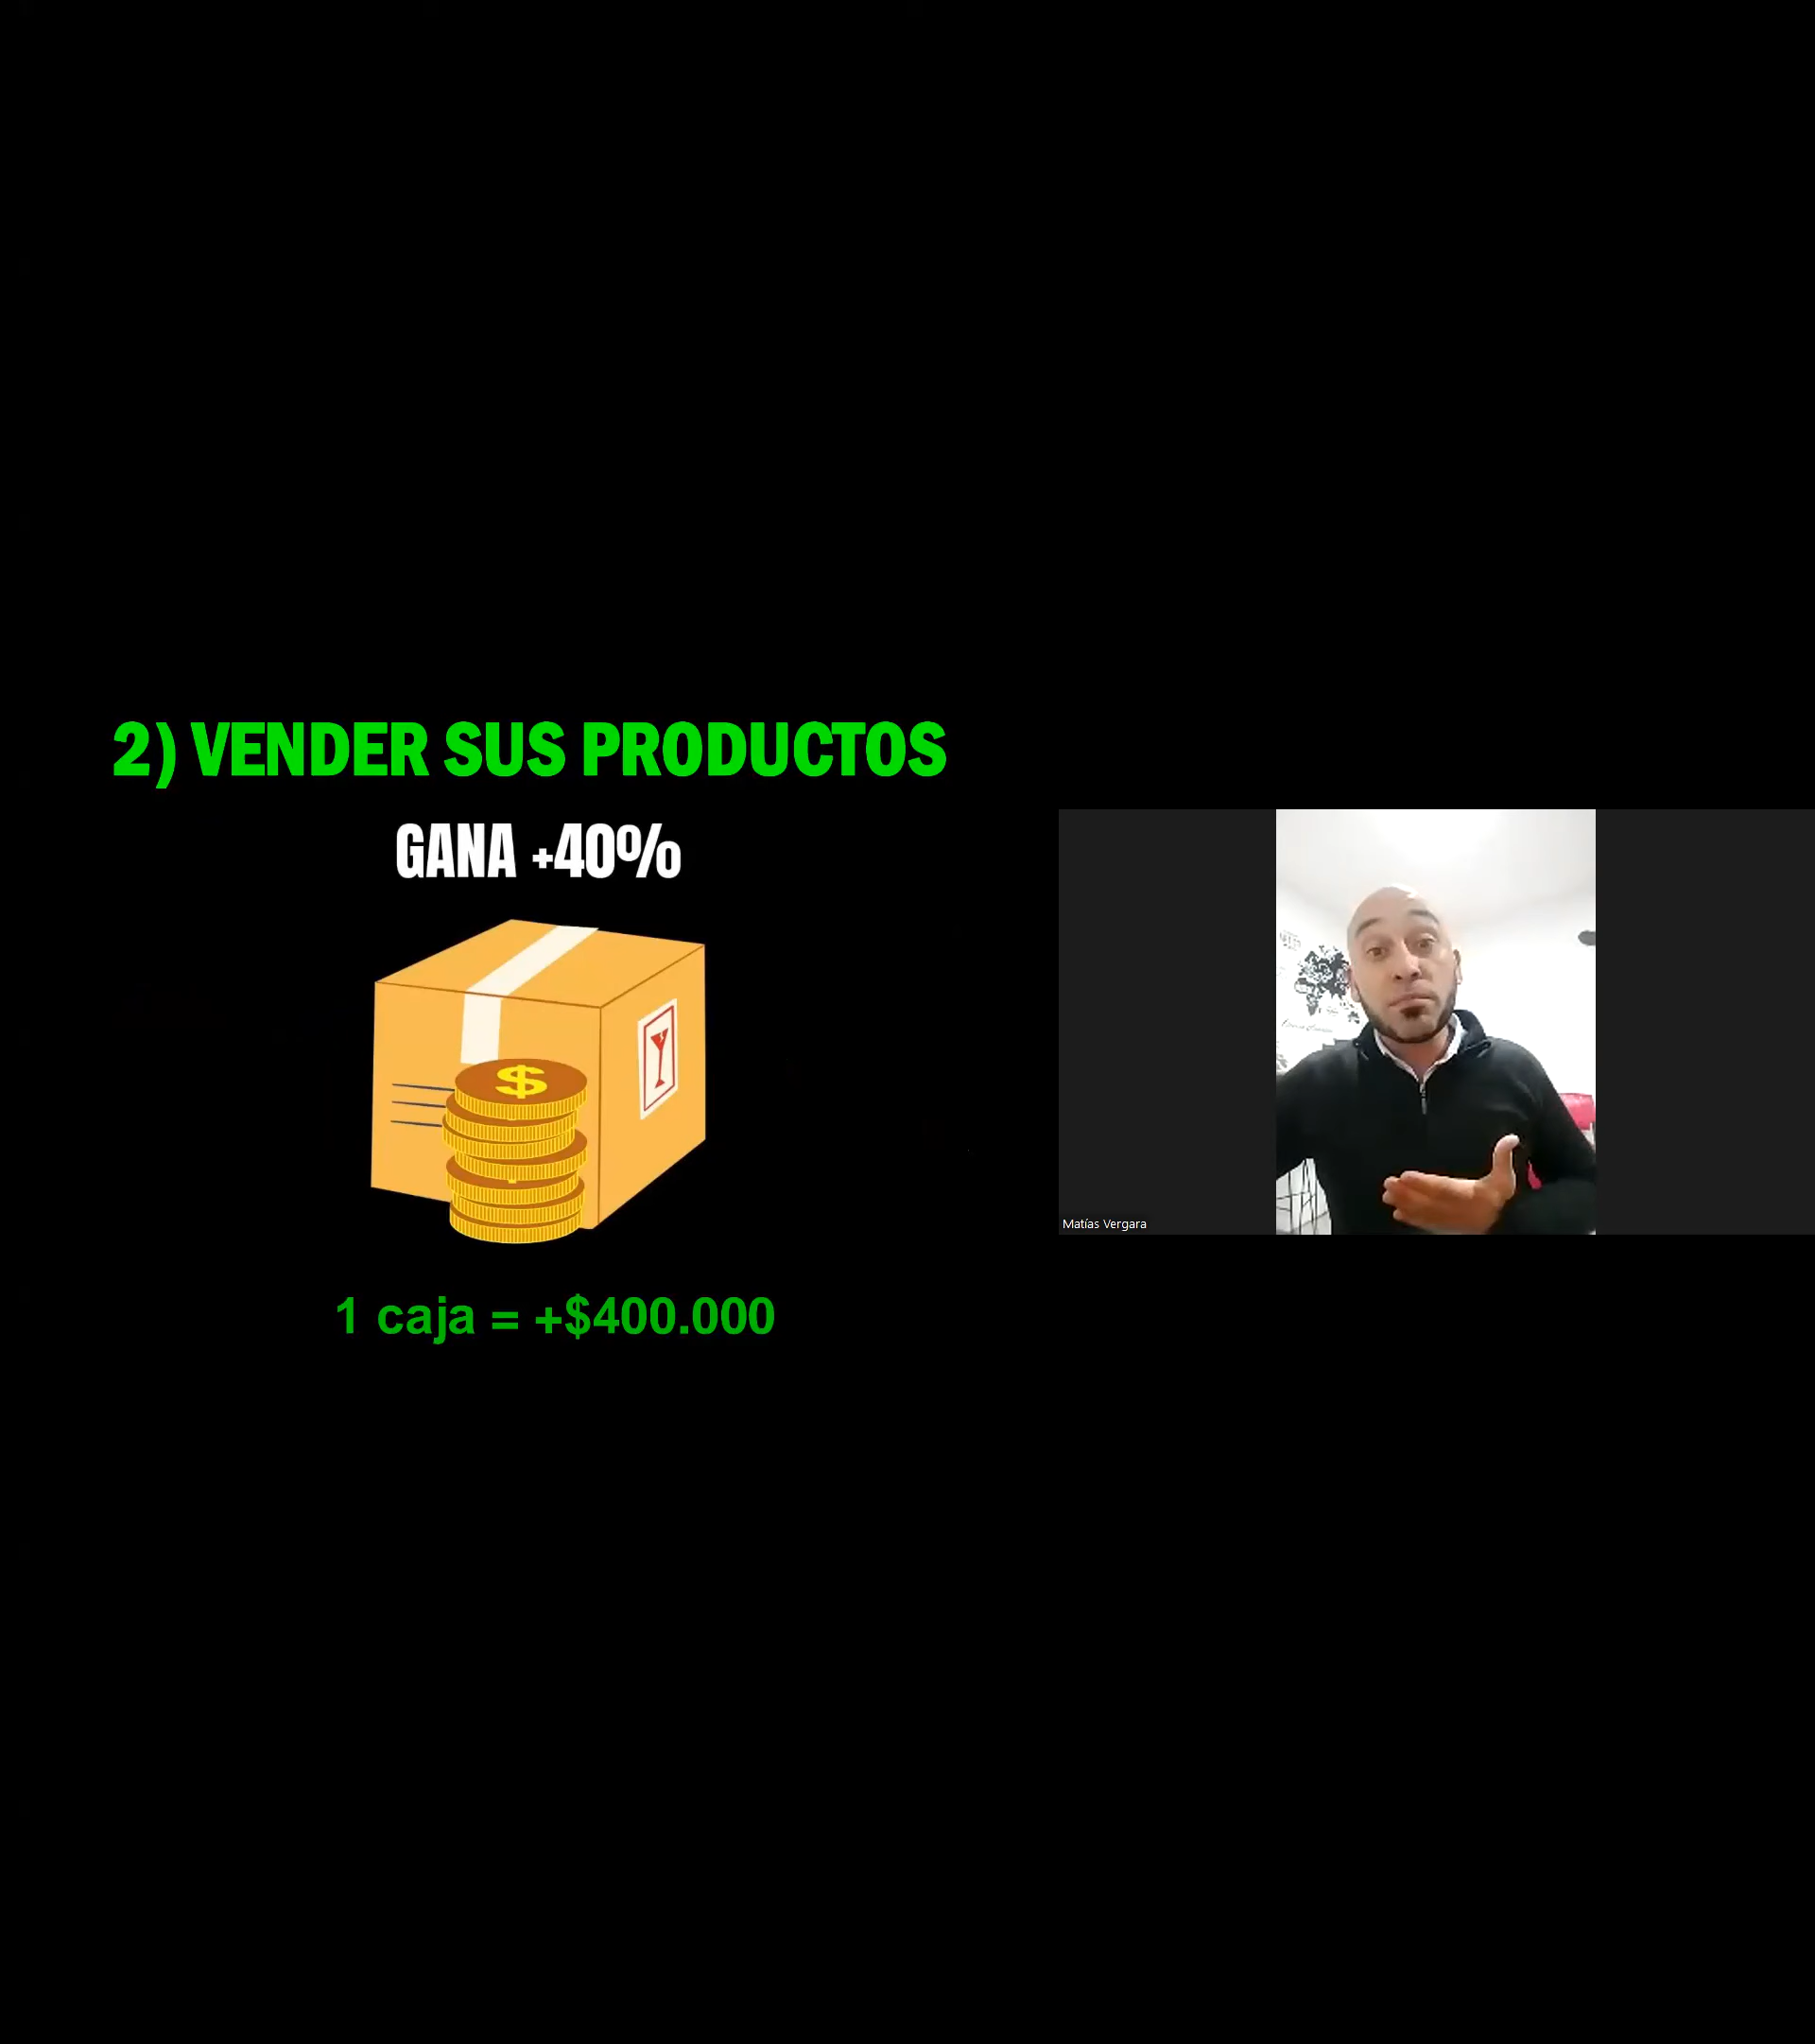 2) VENDER SUS PRODUCTOS
GANA +40%
$
1 caja = +$400.000
Matías Vergara